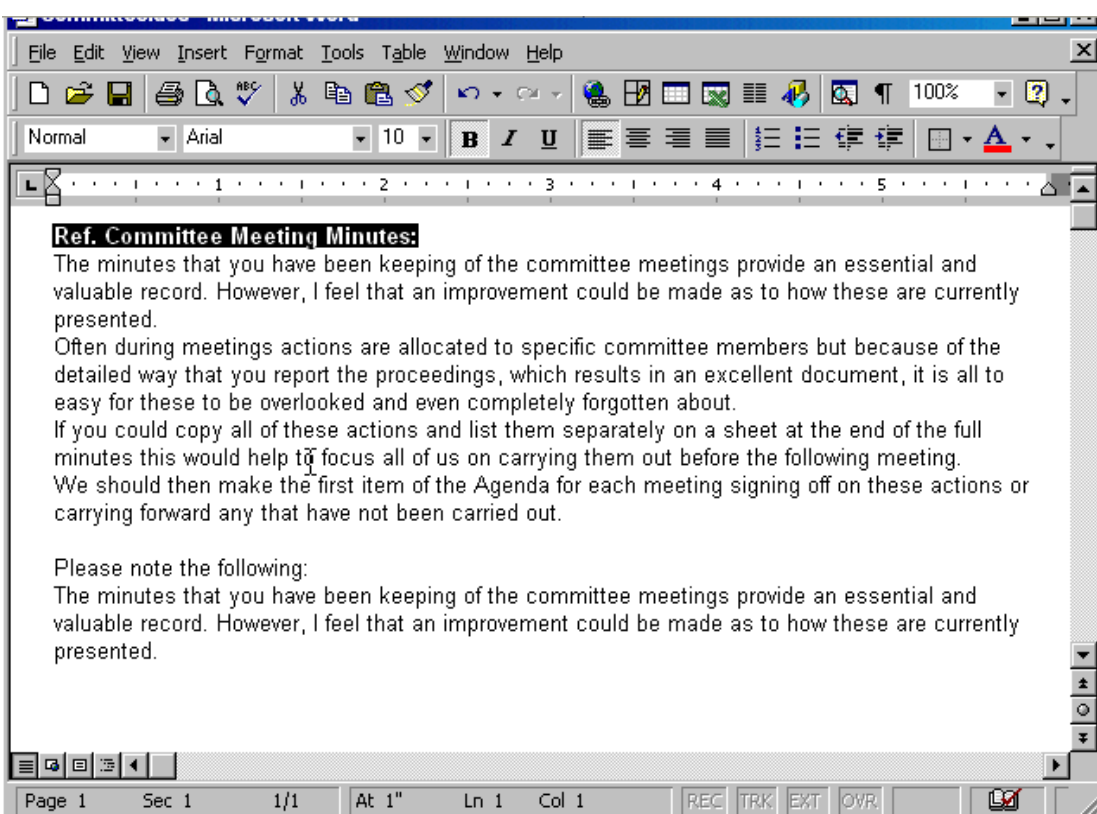 File Edit View Insert Format Tools Table Window Help
ABC 100%
Normal Arial 10 B I U A
1 2 3 4 5
Ref. Committee Meeting Minutes:
The minutes that you have been keeping of the committee meetings provide an essential and
valuable record. However, I feel that an improvement could be made as to how these are currently
presented.
Often during meetings actions are allocated to specific committee members but because of the
detailed way that you report the proceedings, which results in an excellent document, it is all to
easy for these to be overlooked and even completely forgotten about.
If you could copy all of these actions and list them separately on a sheet at the end of the full
minutes this would help to focus all of us on carrying them out before the following meeting.
We should then make the first item of the Agenda for each meeting signing off on these actions or
carrying forward any that have not been carried out.
Please note the following:
The minutes that you have been keeping of the committee meetings provide an essential and
valuable record. However, I feel that an improvement could be made as to how these are currently
presented.
Page 1 Sec 1 1/1 At 1" Ln 1 Col 1 REC TRK EXT OVR